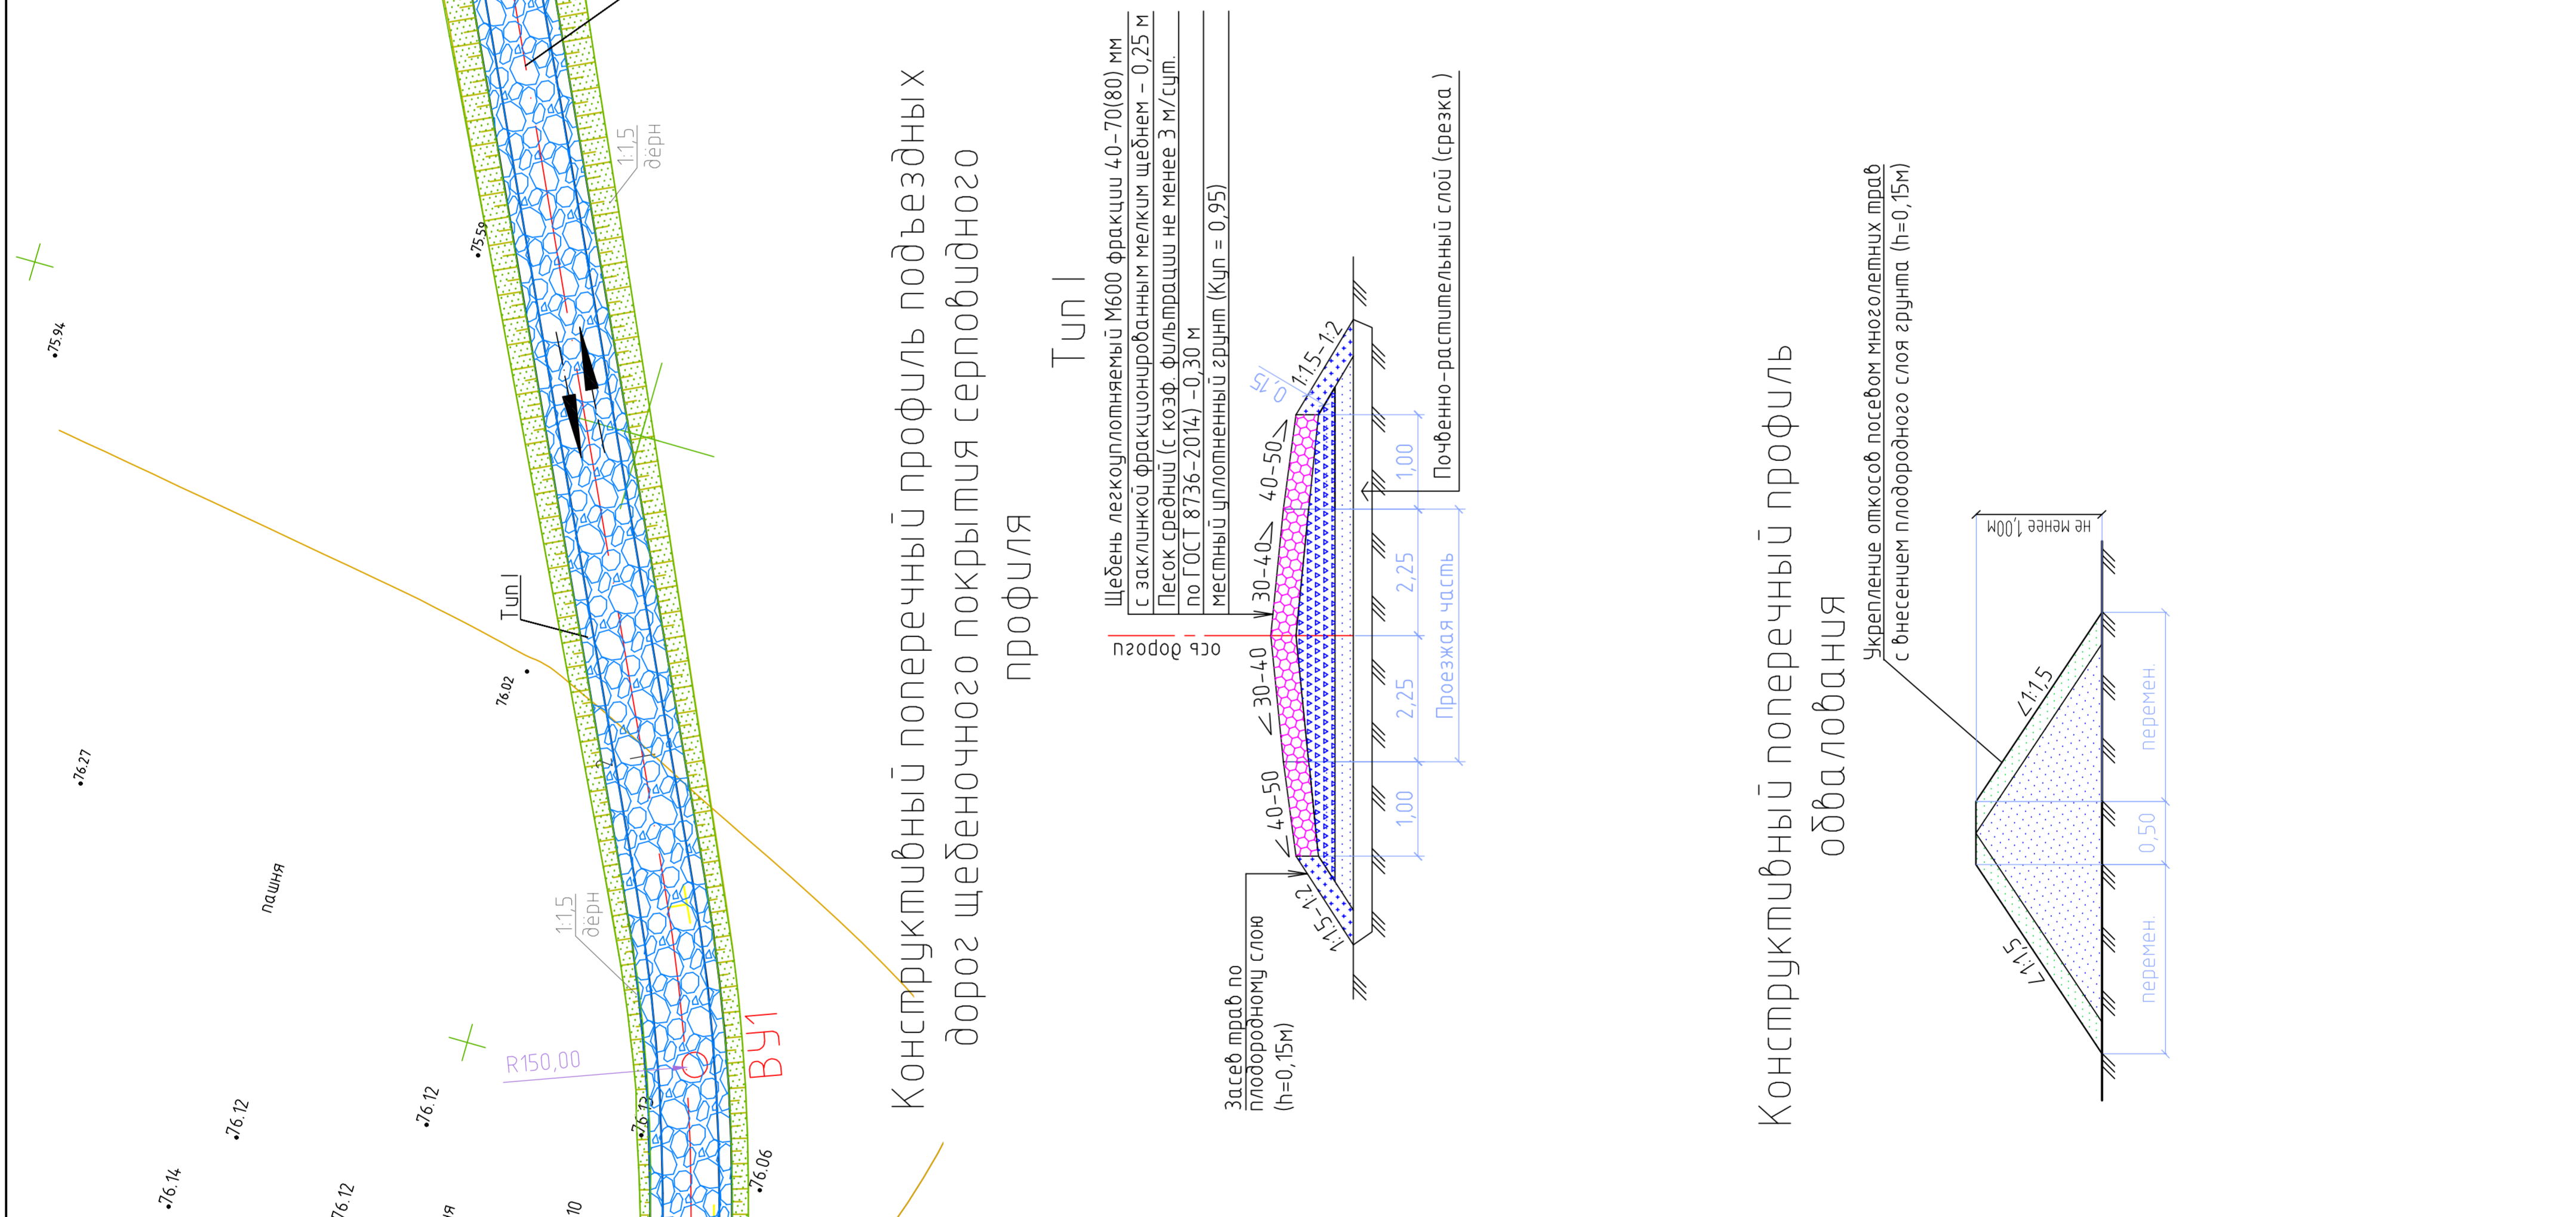 75.94
76.27
пашня
76.14
76.12
76.12
76.12
10
75.59
76.02
76.13
76.06
1:1,5
дёрн
Тип I
1:1,5
дёрн
R150,00
ВУ1
Конструктивный поперечный профиль подъездных
дорог щебеночного покрытия серповидного
профиля
Тип I
Щебень легкоуплотняемый М600 фракции 40-70(80) мм
с заклинкой фракционированным мелким щебнем - 0,25 м
Песок средний (с коэф. фильтрации не менее 3 м/сут.
по ГОСТ 8736-2014) -0,30 м
местный уплотненный грунт (Куп = 0,95)
ось дороги
Засев трав по
плодородному слою
(h=0,15м)
1:1.5-1:2
40-50
30-40
30-40
40-50
0,15
1:1.5-1:2
1,00
2,25
2,25
1,00
Проезжая часть
Почвенно-растительный слой (срезка )
Конструктивный поперечный профиль
обвалования
Укрепление откосов посевом многолетних трав
с внесением плодородного слоя грунта (h=0,15м)
не менее 1,00м
1:1,5
1:1,5
перемен.
0,50
перемен.